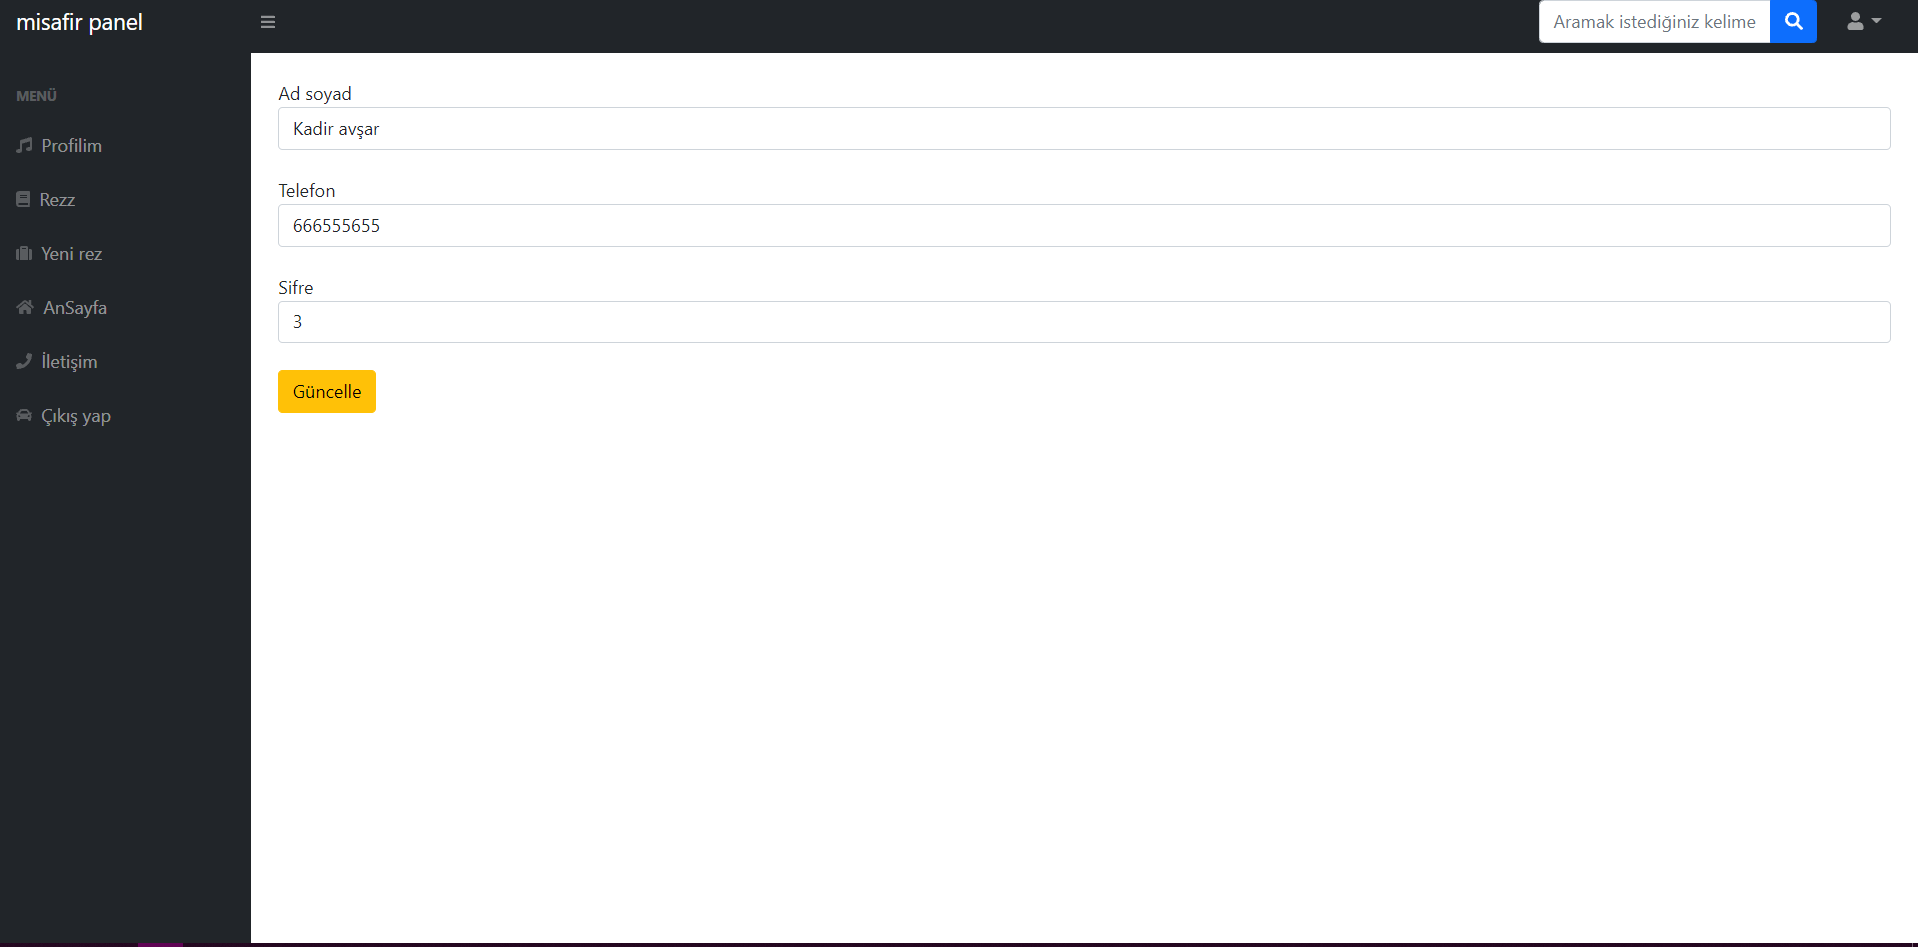 misafir panel
Aramak istediğiniz kelime
MENÜ
Profilim
Rezz
Yeni rez
AnSayfa
İletişim
Çıkış yap
Ad soyad
Kadir avşar
Telefon
666555655
Sifre
3
Güncelle